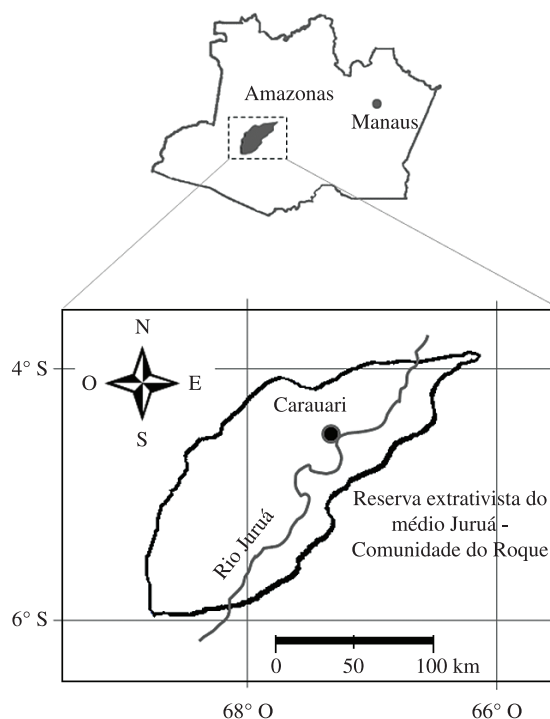 Amazonas
Manaus
N
4° S
O
E
S
Carauari
Reserva extrativista do
médio Juruá -
Comunidade do Roque
Rio Juruá
6° S
0
50
100 km
68° O
66° O